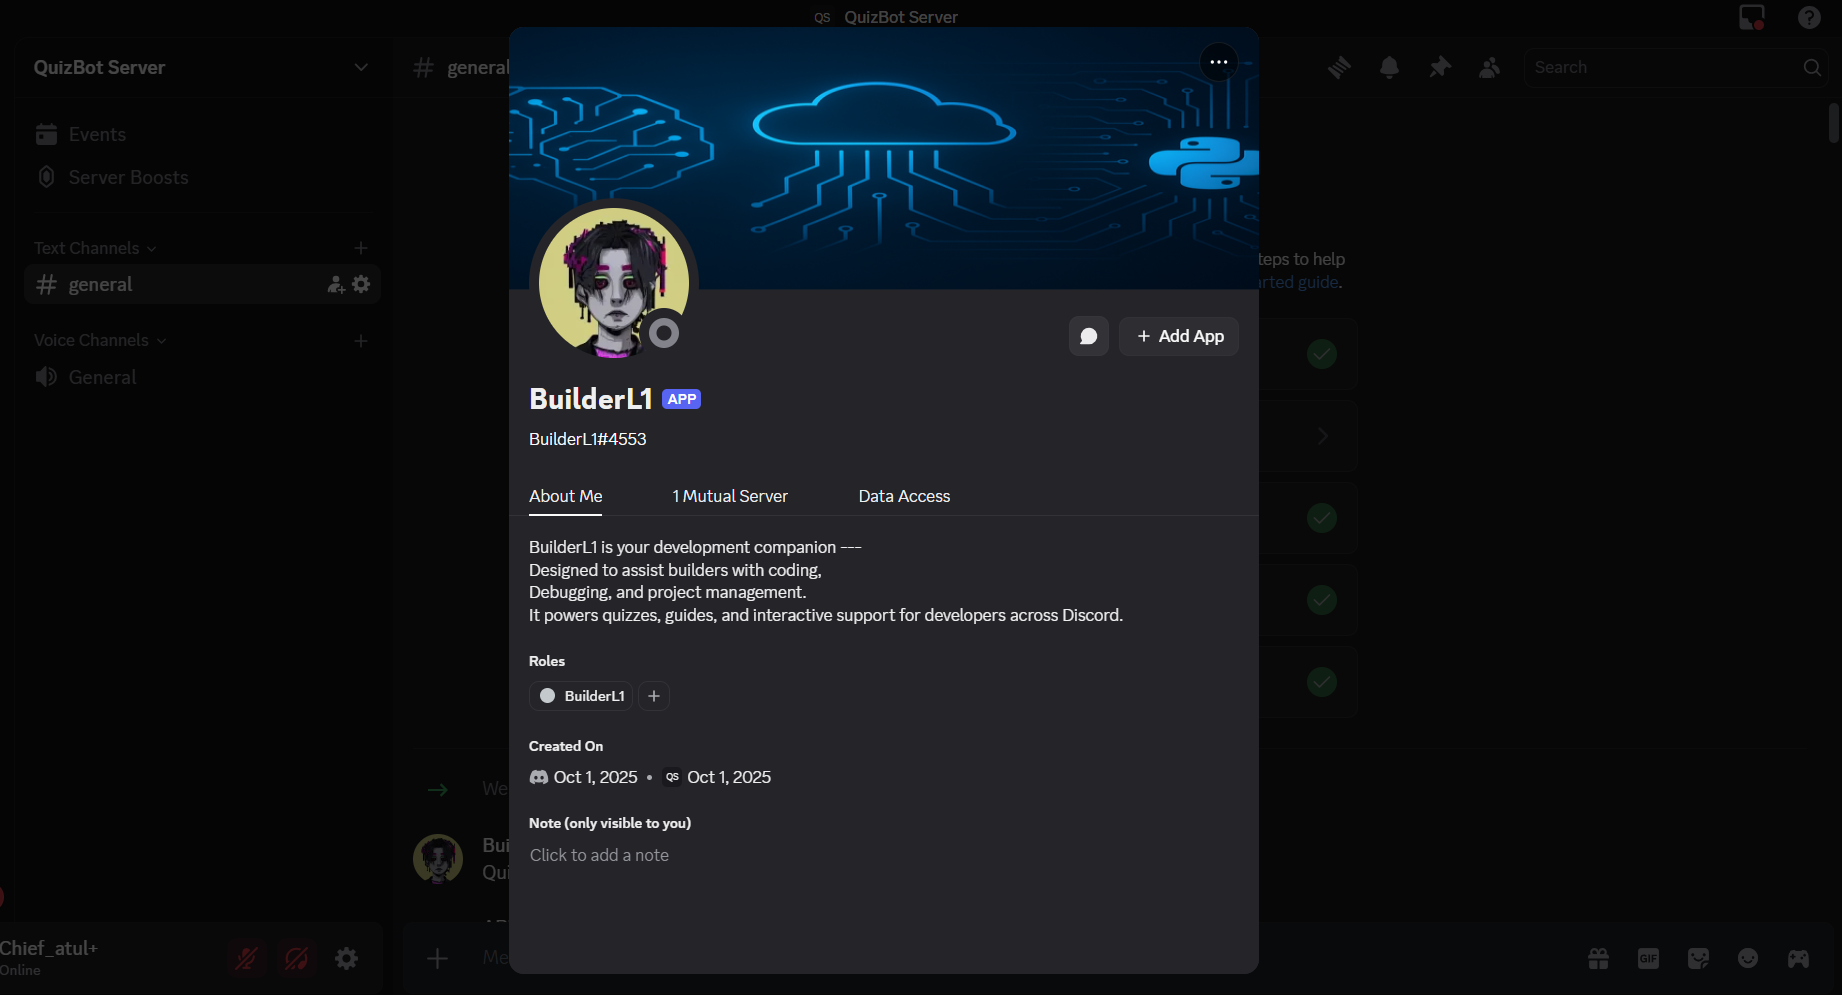 QS QuizBot Server
QuizBot Server
# general
Search
Events
Server Boosts
Text Channels
# general
Voice Channels
General
teps to help
arted guide.
Add App
BuilderL1 APP
BuilderL1#4553
About Me
1 Mutual Server
Data Access
BuilderL1 is your development companion ---
Designed to assist builders with coding,
Debugging, and project management.
It powers quizzes, guides, and interactive support for developers across Discord.
Roles
BuilderL1
Created On
Oct 1, 2025 • QS Oct 1, 2025
Note (only visible to you)
Click to add a note
We
Bui
Qui
Chief_atul+
Online
Me
GIF